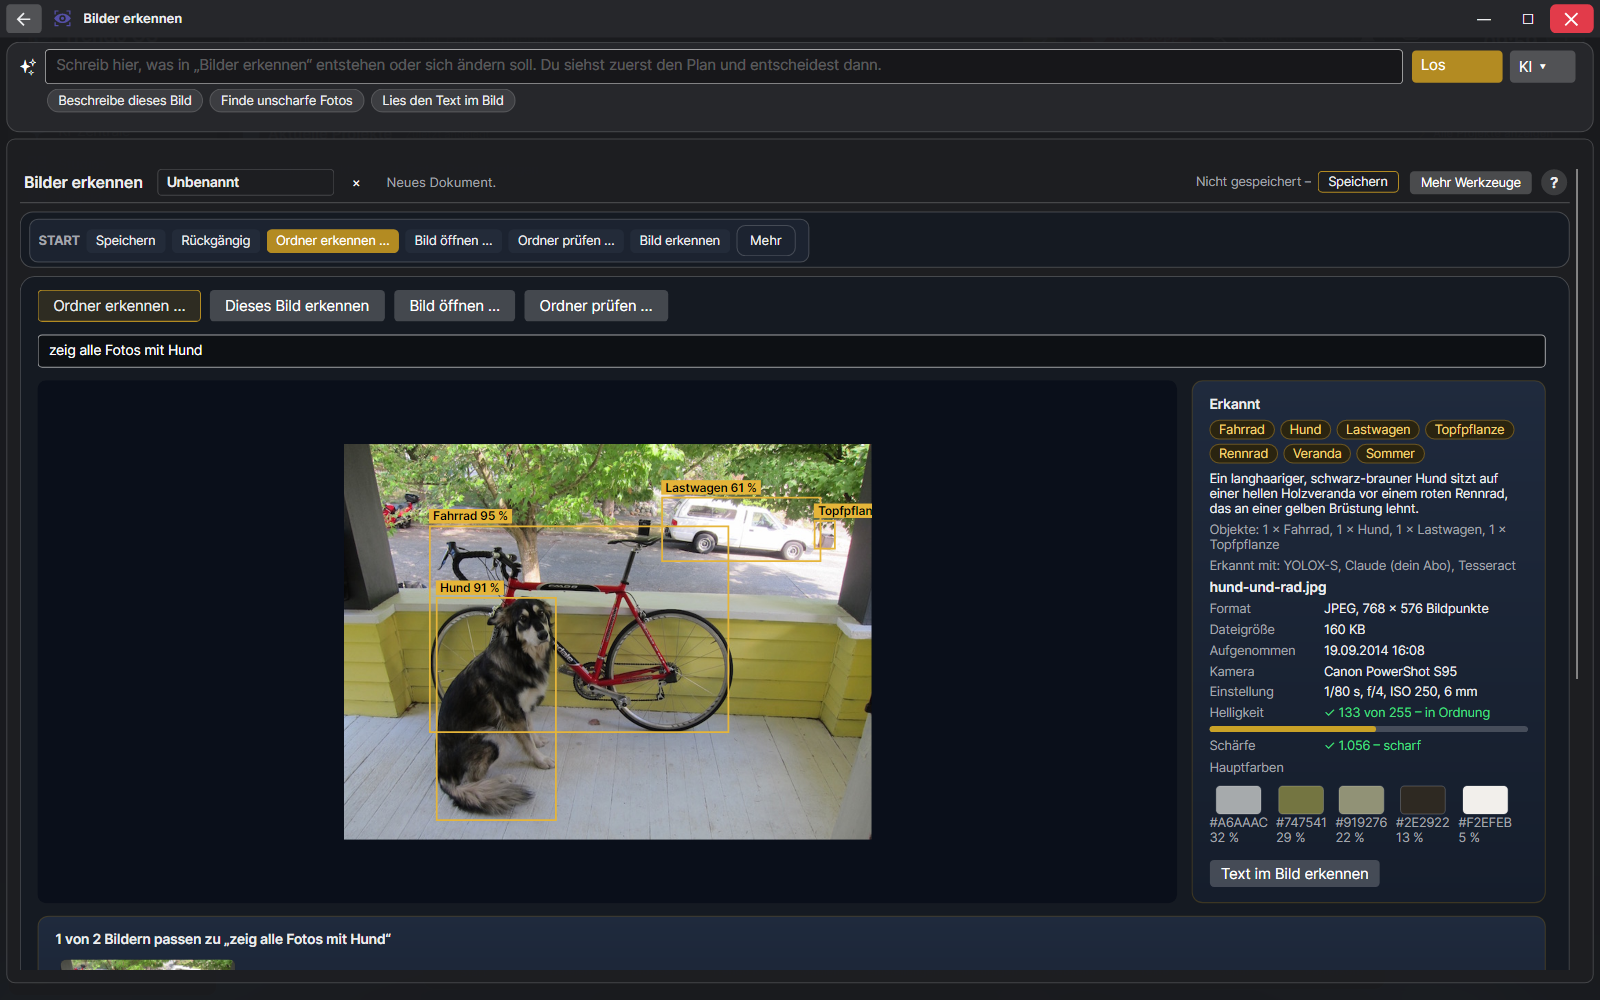 Bilder erkennen
Schreib hier, was in „Bilder erkennen“ entstehen oder sich ändern soll. Du siehst zuerst den Plan und entscheidest dann.
Los
KI ▾
Beschreibe dieses Bild
Finde unscharfe Fotos
Lies den Text im Bild
Bilder erkennen
Unbenannt
×
Neues Dokument.
Nicht gespeichert –
Speichern
Mehr Werkzeuge
?
START
Speichern
Rückgängig
Ordner erkennen ...
Bild öffnen ...
Ordner prüfen ...
Bild erkennen
Mehr
Ordner erkennen ...
Dieses Bild erkennen
Bild öffnen ...
Ordner prüfen ...
zeig alle Fotos mit Hund
Lastwagen 61 %
Topfpflan
Fahrrad 95 %
Hund 91 %
Erkannt
Fahrrad
Hund
Lastwagen
Topfpflanze
Rennrad
Veranda
Sommer
Ein langhaariger, schwarz-brauner Hund sitzt auf
einer hellen Holzveranda vor einem roten Rennrad,
das an einer gelben Brüstung lehnt.
Objekte: 1 × Fahrrad, 1 × Hund, 1 × Lastwagen, 1 ×
Topfpflanze
Erkannt mit: YOLOX-S, Claude (dein Abo), Tesseract
hund-und-rad.jpg
Format JPEG, 768 × 576 Bildpunkte
Dateigröße 160 KB
Aufgenommen 19.09.2014 16:08
Kamera Canon PowerShot S95
Einstellung 1/80 s, f/4, ISO 250, 6 mm
Helligkeit ✓ 133 von 255 – in Ordnung
Schärfe ✓ 1.056 – scharf
Hauptfarben
#A6AAAC #747541 #919276 #2E2922 #F2EFEB
32 % 29 % 22 % 13 % 5 %
Text im Bild erkennen
1 von 2 Bildern passen zu „zeig alle Fotos mit Hund“